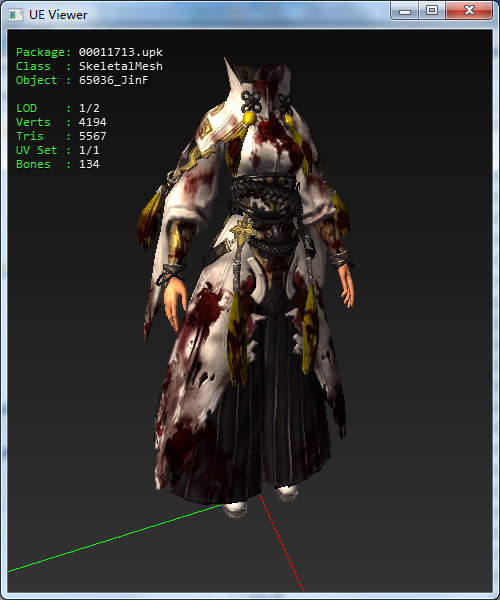 UE Viewer
Package: 00011713.upk
Class : SkeletalMesh
Object : 65036_JinF
LOD : 1/2
Verts : 4194
Tris : 5567
UV Set : 1/1
Bones : 134